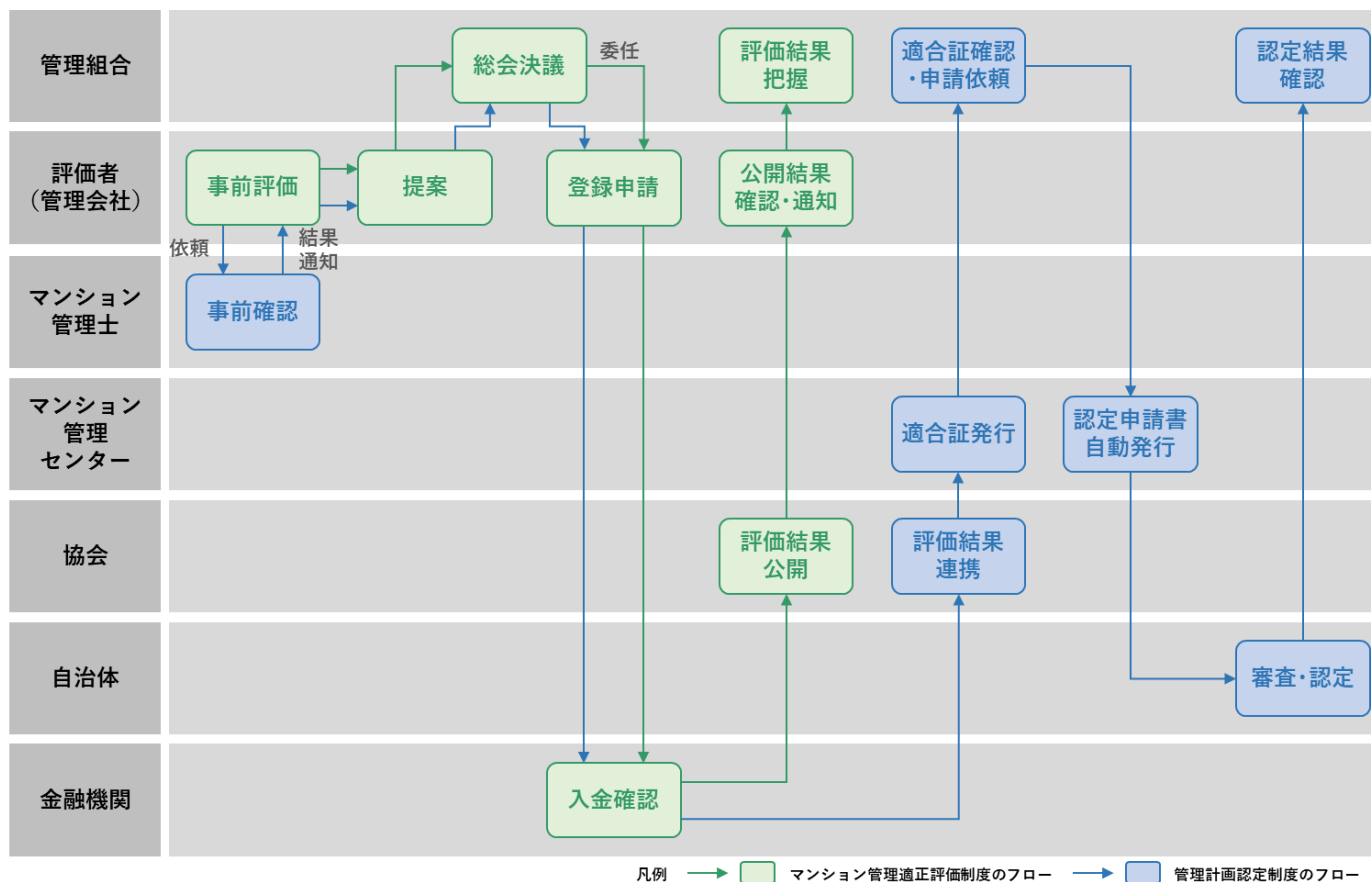 管理組合
総会決議
委任
評価結果
把握
適合証確認
・申請依頼
認定結果
確認
評価者
（管理会社）
事前評価
提案
登録申請
公開結果
確認・通知
依頼
結果
通知
マンション
管理士
事前確認
マンション
管理
センター
適合証発行
認定申請書
自動発行
協会
評価結果
公開
評価結果
連携
自治体
審査・認定
金融機関
入金確認
凡例
マンション管理適正評価制度のフロー
管理計画認定制度のフロー